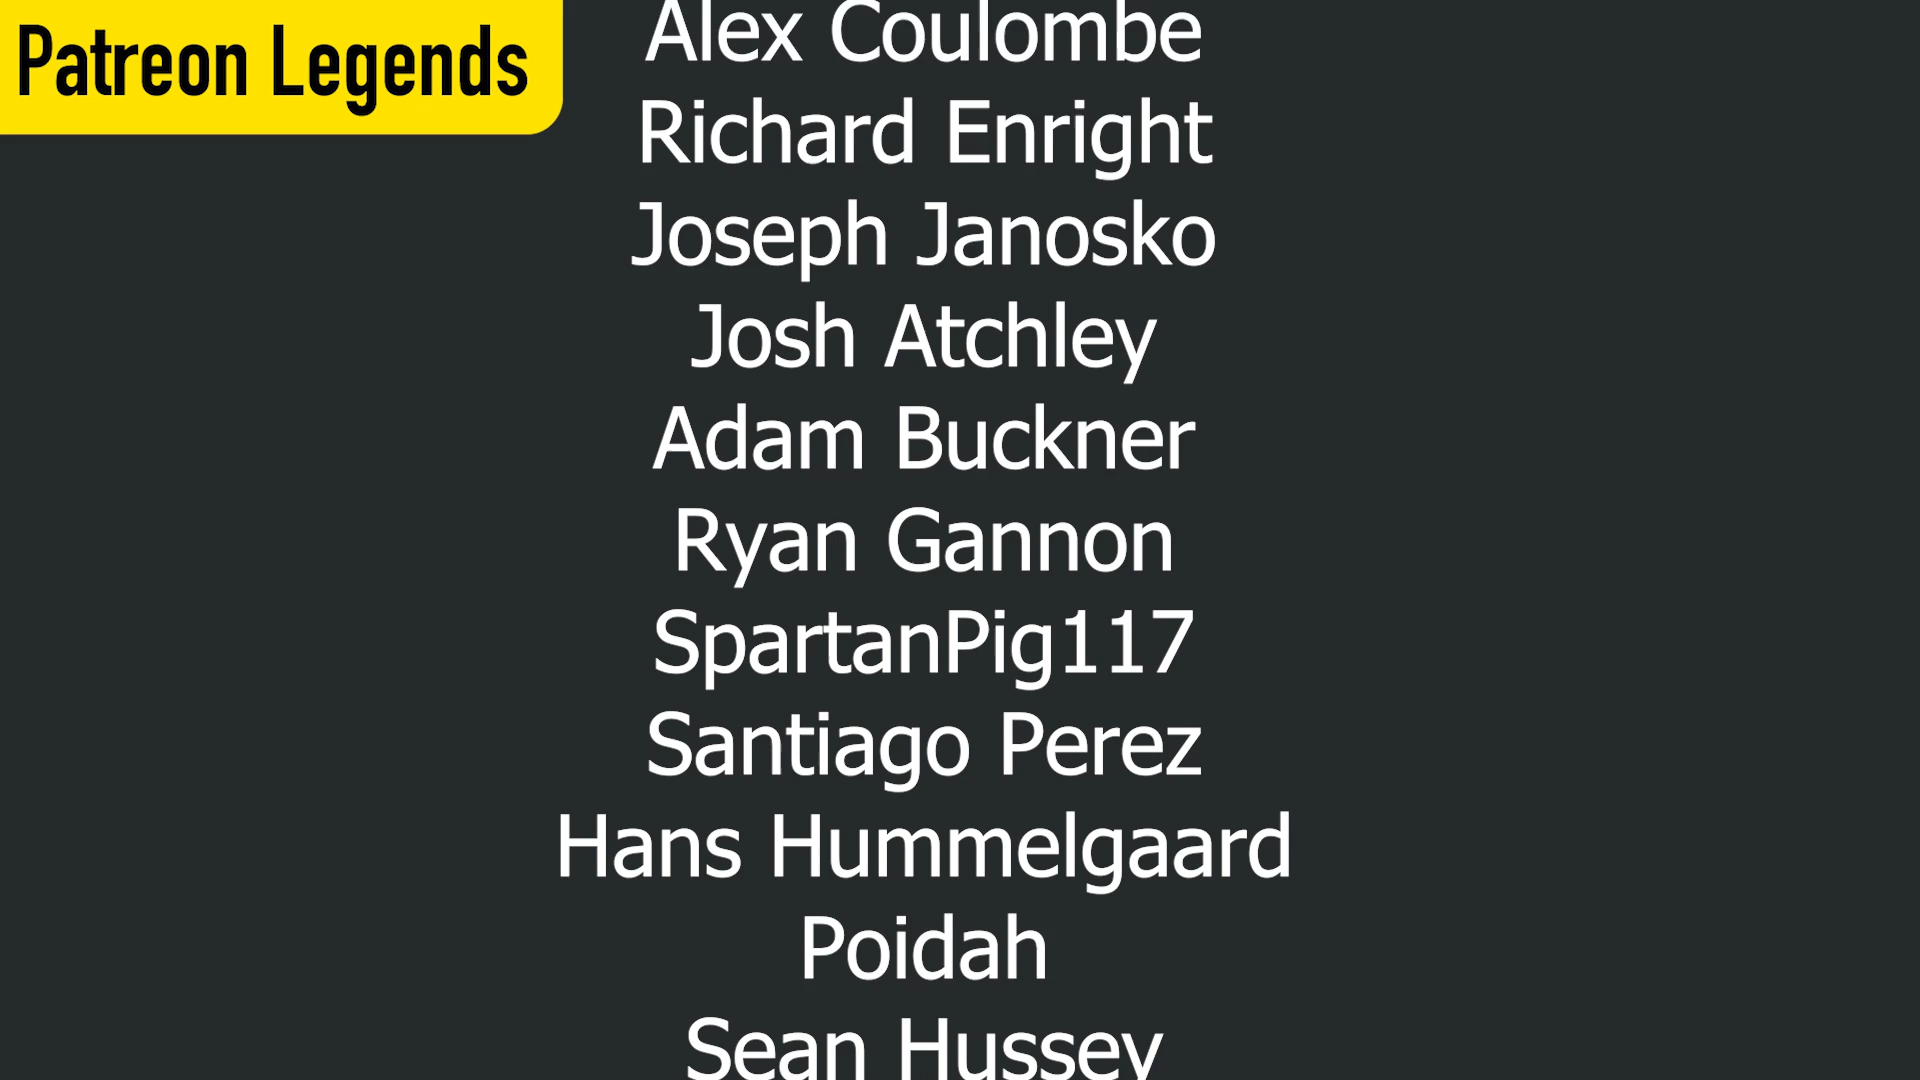 Patreon Legends
Alex Coulombe
Richard Enright
Joseph Janosko
Josh Atchley
Adam Buckner
Ryan Gannon
SpartanPig117
Santiago Perez
Hans Hummelgaard
Poidah
Sean Hussey